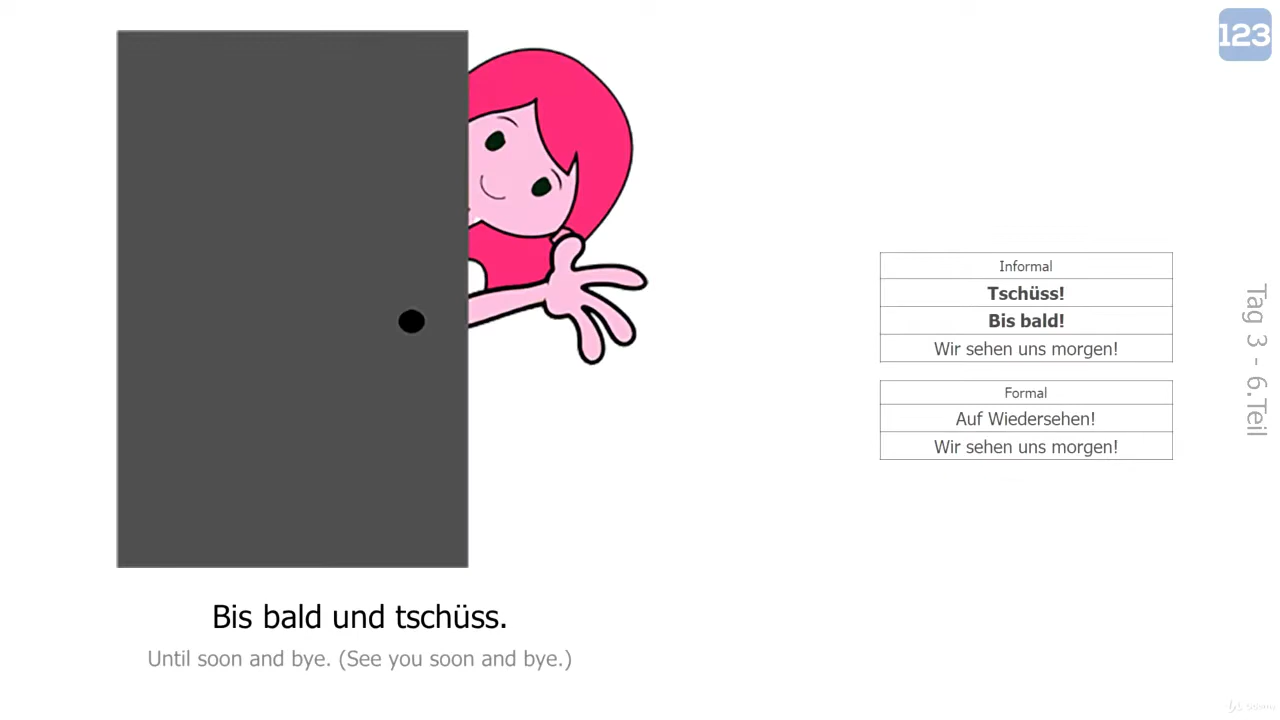 123
Informal
Tschüss!
Bis bald!
Wir sehen uns morgen!
Formal
Auf Wiedersehen!
Wir sehen uns morgen!
Tag 3 - 6.Teil
Bis bald und tschüss.
Until soon and bye. (See you soon and bye.)